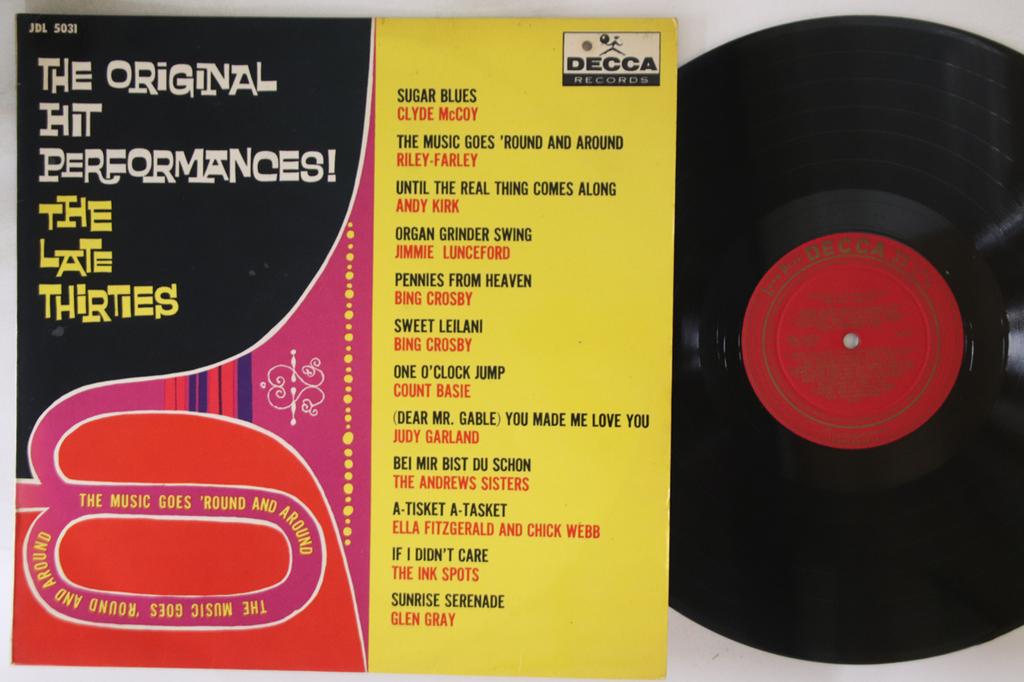 JDL 5031
THE ORIGINAL
HIT
PERFORMANCES!
THE
LATE
THIRTIES
THE MUSIC GOES 'ROUND AND AROUND
THE MUSIC GOES 'ROUND AND AROUND
DECCA
RECORDS
SUGAR BLUES
CLYDE McCOY
THE MUSIC GOES 'ROUND AND AROUND
RILEY-FARLEY
UNTIL THE REAL THING COMES ALONG
ANDY KIRK
ORGAN GRINDER SWING
JIMMIE LUNCEFORD
PENNIES FROM HEAVEN
BING CROSBY
SWEET LEILANI
BING CROSBY
ONE O'CLOCK JUMP
COUNT BASIE
(DEAR MR. GABLE) YOU MADE ME LOVE YOU
JUDY GARLAND
BEI MIR BIST DU SCHON
THE ANDREWS SISTERS
A-TISKET A-TASKET
ELLA FITZGERALD AND CHICK WEBB
IF I DIDN'T CARE
THE INK SPOTS
SUNRISE SERENADE
GLEN GRAY
DECCA